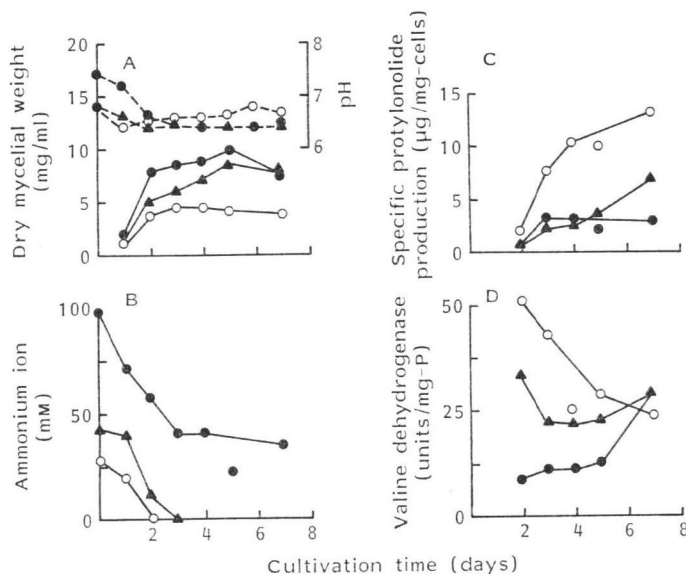 A
Dry mycelial weight
(mg/ml)
20
15
10
5
0
8
7
6
pH
C
Specific protylonolide
production (µg/mg-cells)
15
10
5
0
B
Ammonium ion
(mM)
100
50
0
0 2 4 6 8
D
Valine dehydrogenase
(units/mg-P)
50
25
0
0 2 4 6 8
Cultivation time (days)